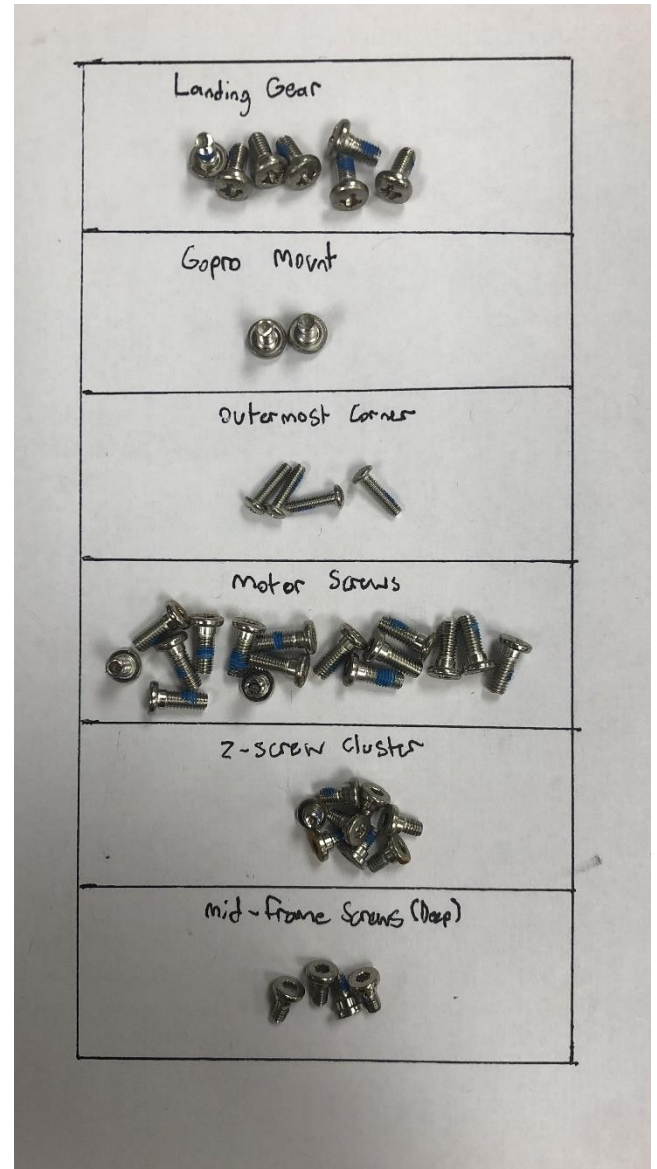 Landing Gear
Gopro Mount
Outermost Corner
Motor Screws
2-screw cluster
mid-frame Screws (Deep)